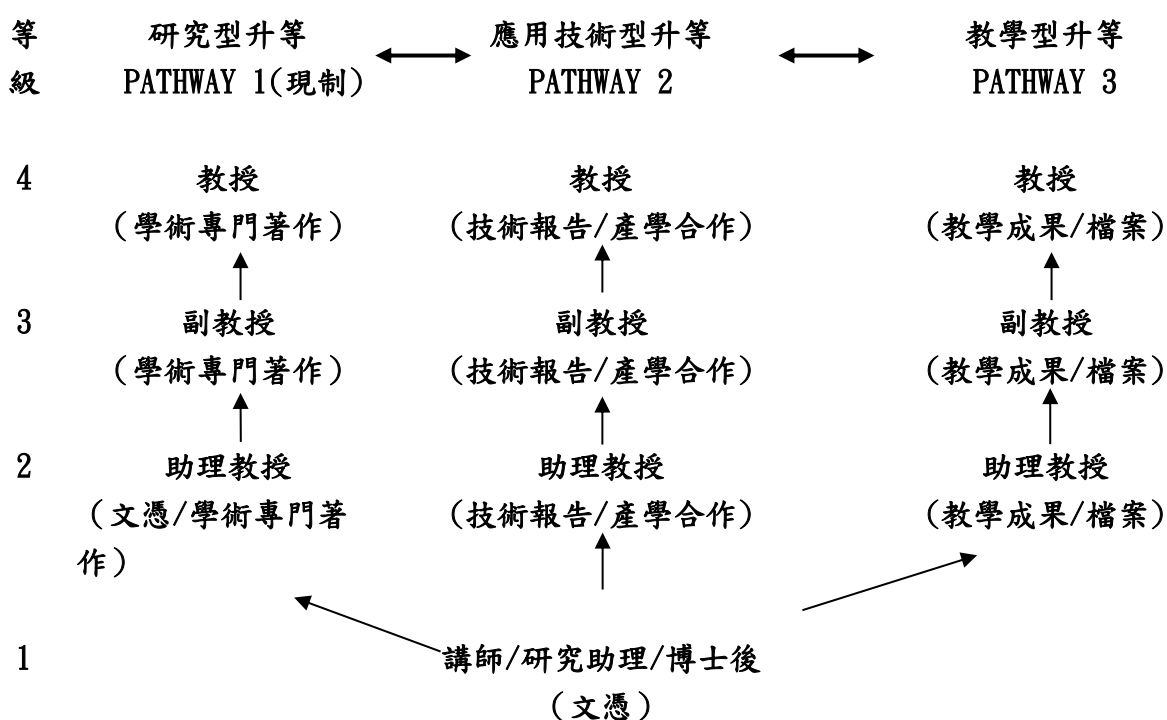 等 研究型升等 應用技術型升等 教學型升等
級 PATHWAY 1(現制) PATHWAY 2 PATHWAY 3
4 教授 教授 教授
(學術專門著作) (技術報告/產學合作) (教學成果/檔案)
3 副教授 副教授 副教授
(學術專門著作) (技術報告/產學合作) (教學成果/檔案)
2 助理教授 助理教授 助理教授
(文憑/學術專門著 (技術報告/產學合作) (教學成果/檔案)
作)
1 講師/研究助理/博士後
(文憑)